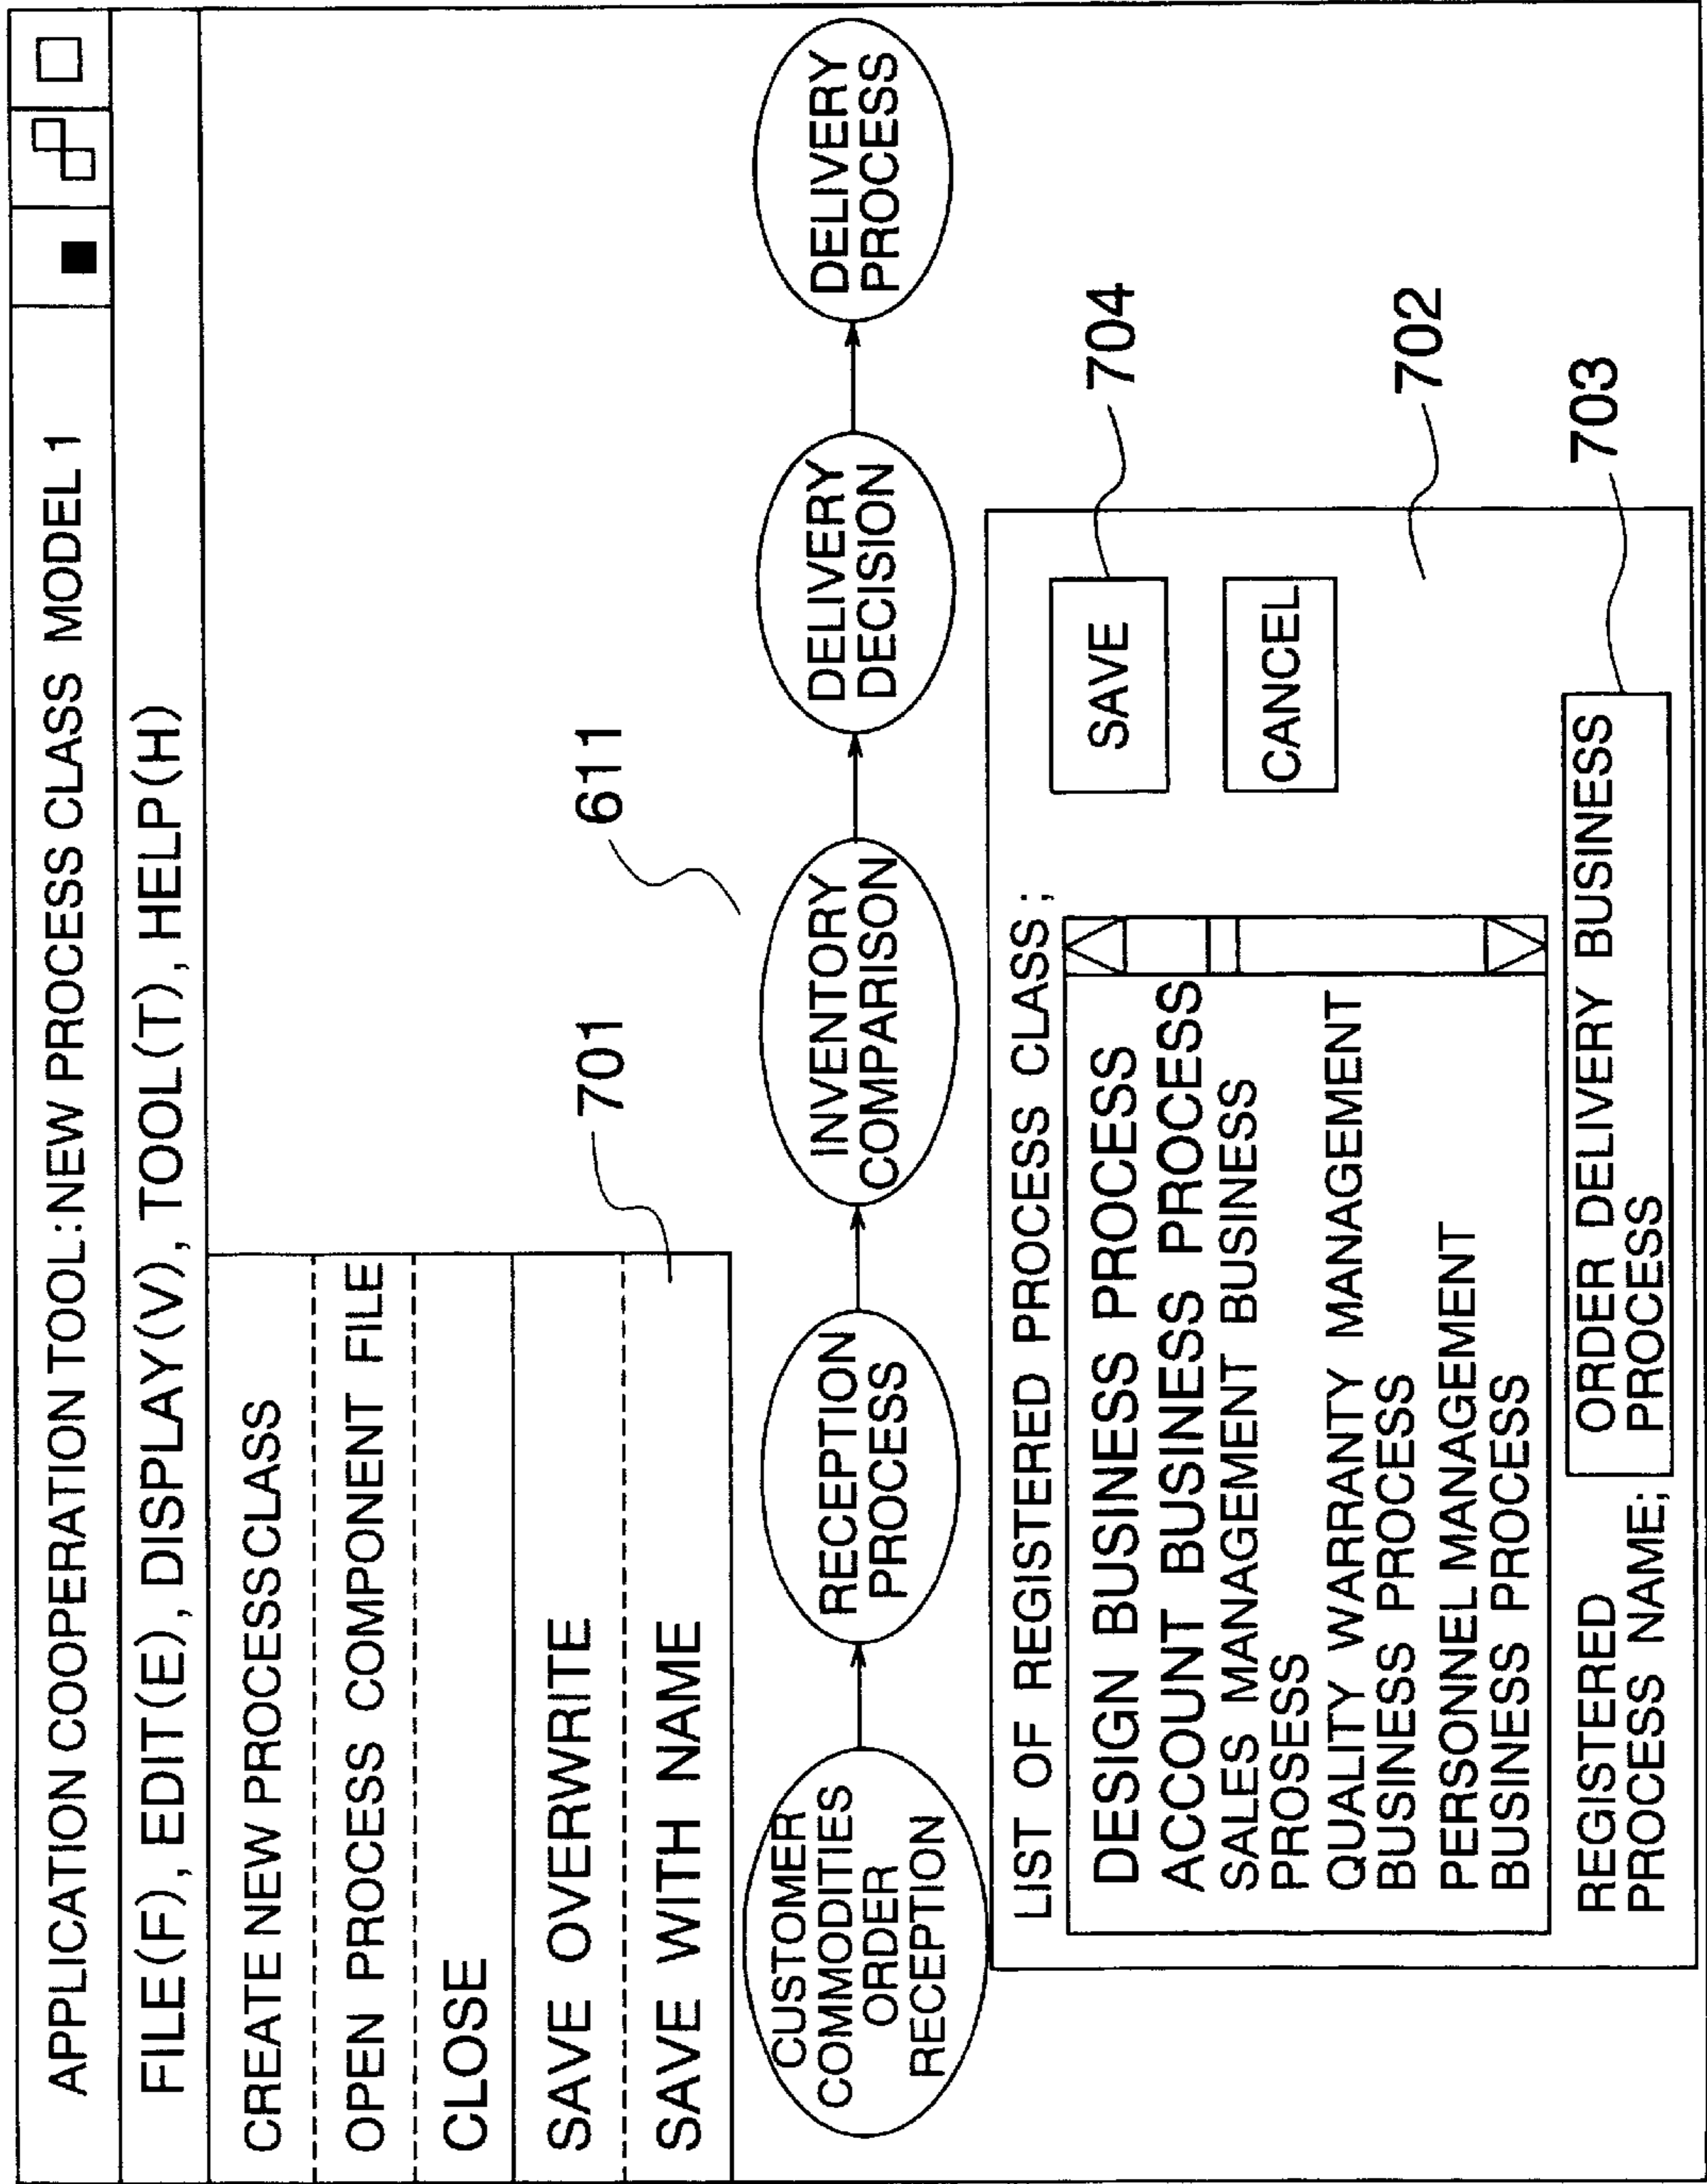 APPLICATION COOPERATION TOOL:NEW PROCESS CLASS MODEL 1
FILE(F), EDIT(E), DISPLAY(V), TOOL(T), HELP(H)
CREATE NEW PROCESS CLASS
OPEN PROCESS COMPONENT FILE
CLOSE
SAVE OVERWRITE
SAVE WITH NAME
701
611
CUSTOMER
COMMODITIES
ORDER
RECEPTION
RECEPTION
PROCESS
INVENTORY
COMPARISON
DELIVERY
DECISION
DELIVERY
PROCESS
LIST OF REGISTERED PROCESS CLASS;
DESIGN BUSINESS PROCESS
ACCOUNT BUSINESS PROCESS
SALES MANAGEMENT BUSINESS
PROSESS
QUALITY WARRANTY MANAGEMENT
BUSINESS PROCESS
PERSONNEL MANAGEMENT
BUSINESS PROCESS
SAVE
CANCEL
704
702
703
REGISTERED
PROCESS NAME;
ORDER DELIVERY BUSINESS
PROCESS